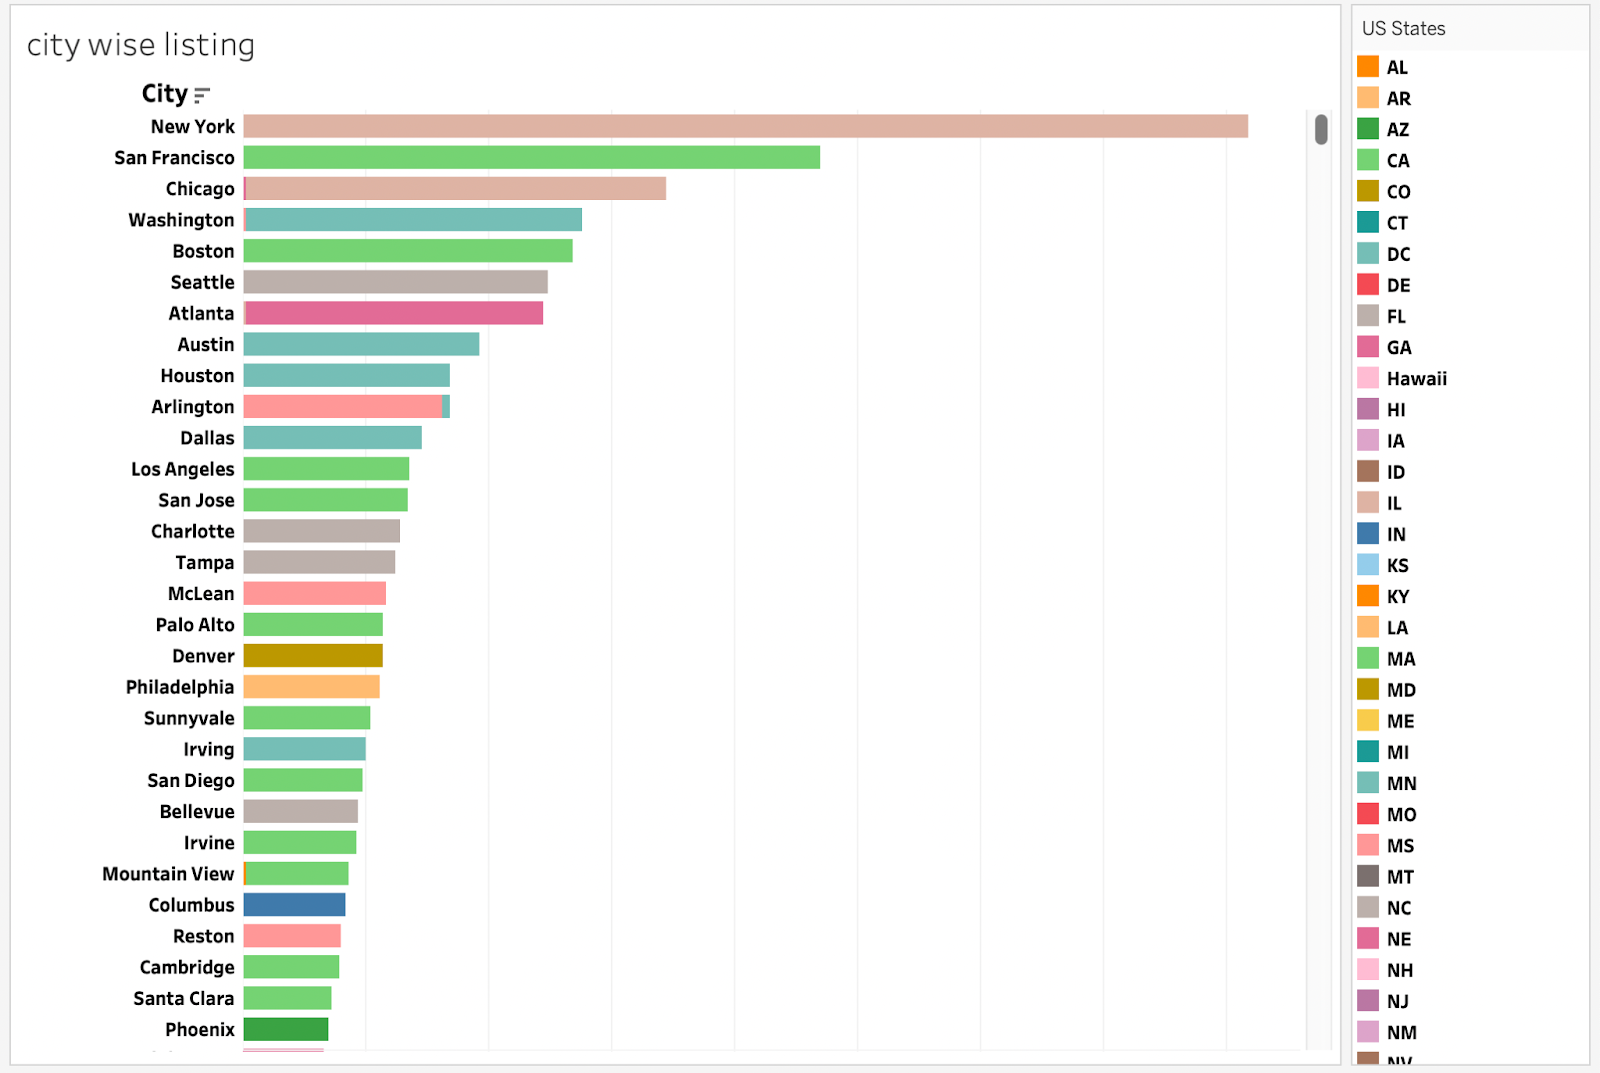 city wise listing
City
New York
San Francisco
Chicago
Washington
Boston
Seattle
Atlanta
Austin
Houston
Arlington
Dallas
Los Angeles
San Jose
Charlotte
Tampa
McLean
Palo Alto
Denver
Philadelphia
Sunnyvale
Irving
San Diego
Bellevue
Irvine
Mountain View
Columbus
Reston
Cambridge
Santa Clara
Phoenix
US States
AL
AR
AZ
CA
CO
CT
DC
DE
FL
GA
Hawaii
HI
IA
ID
IL
IN
KS
KY
LA
MA
MD
ME
MI
MN
MO
MS
MT
NC
NE
NH
NJ
NM
NV